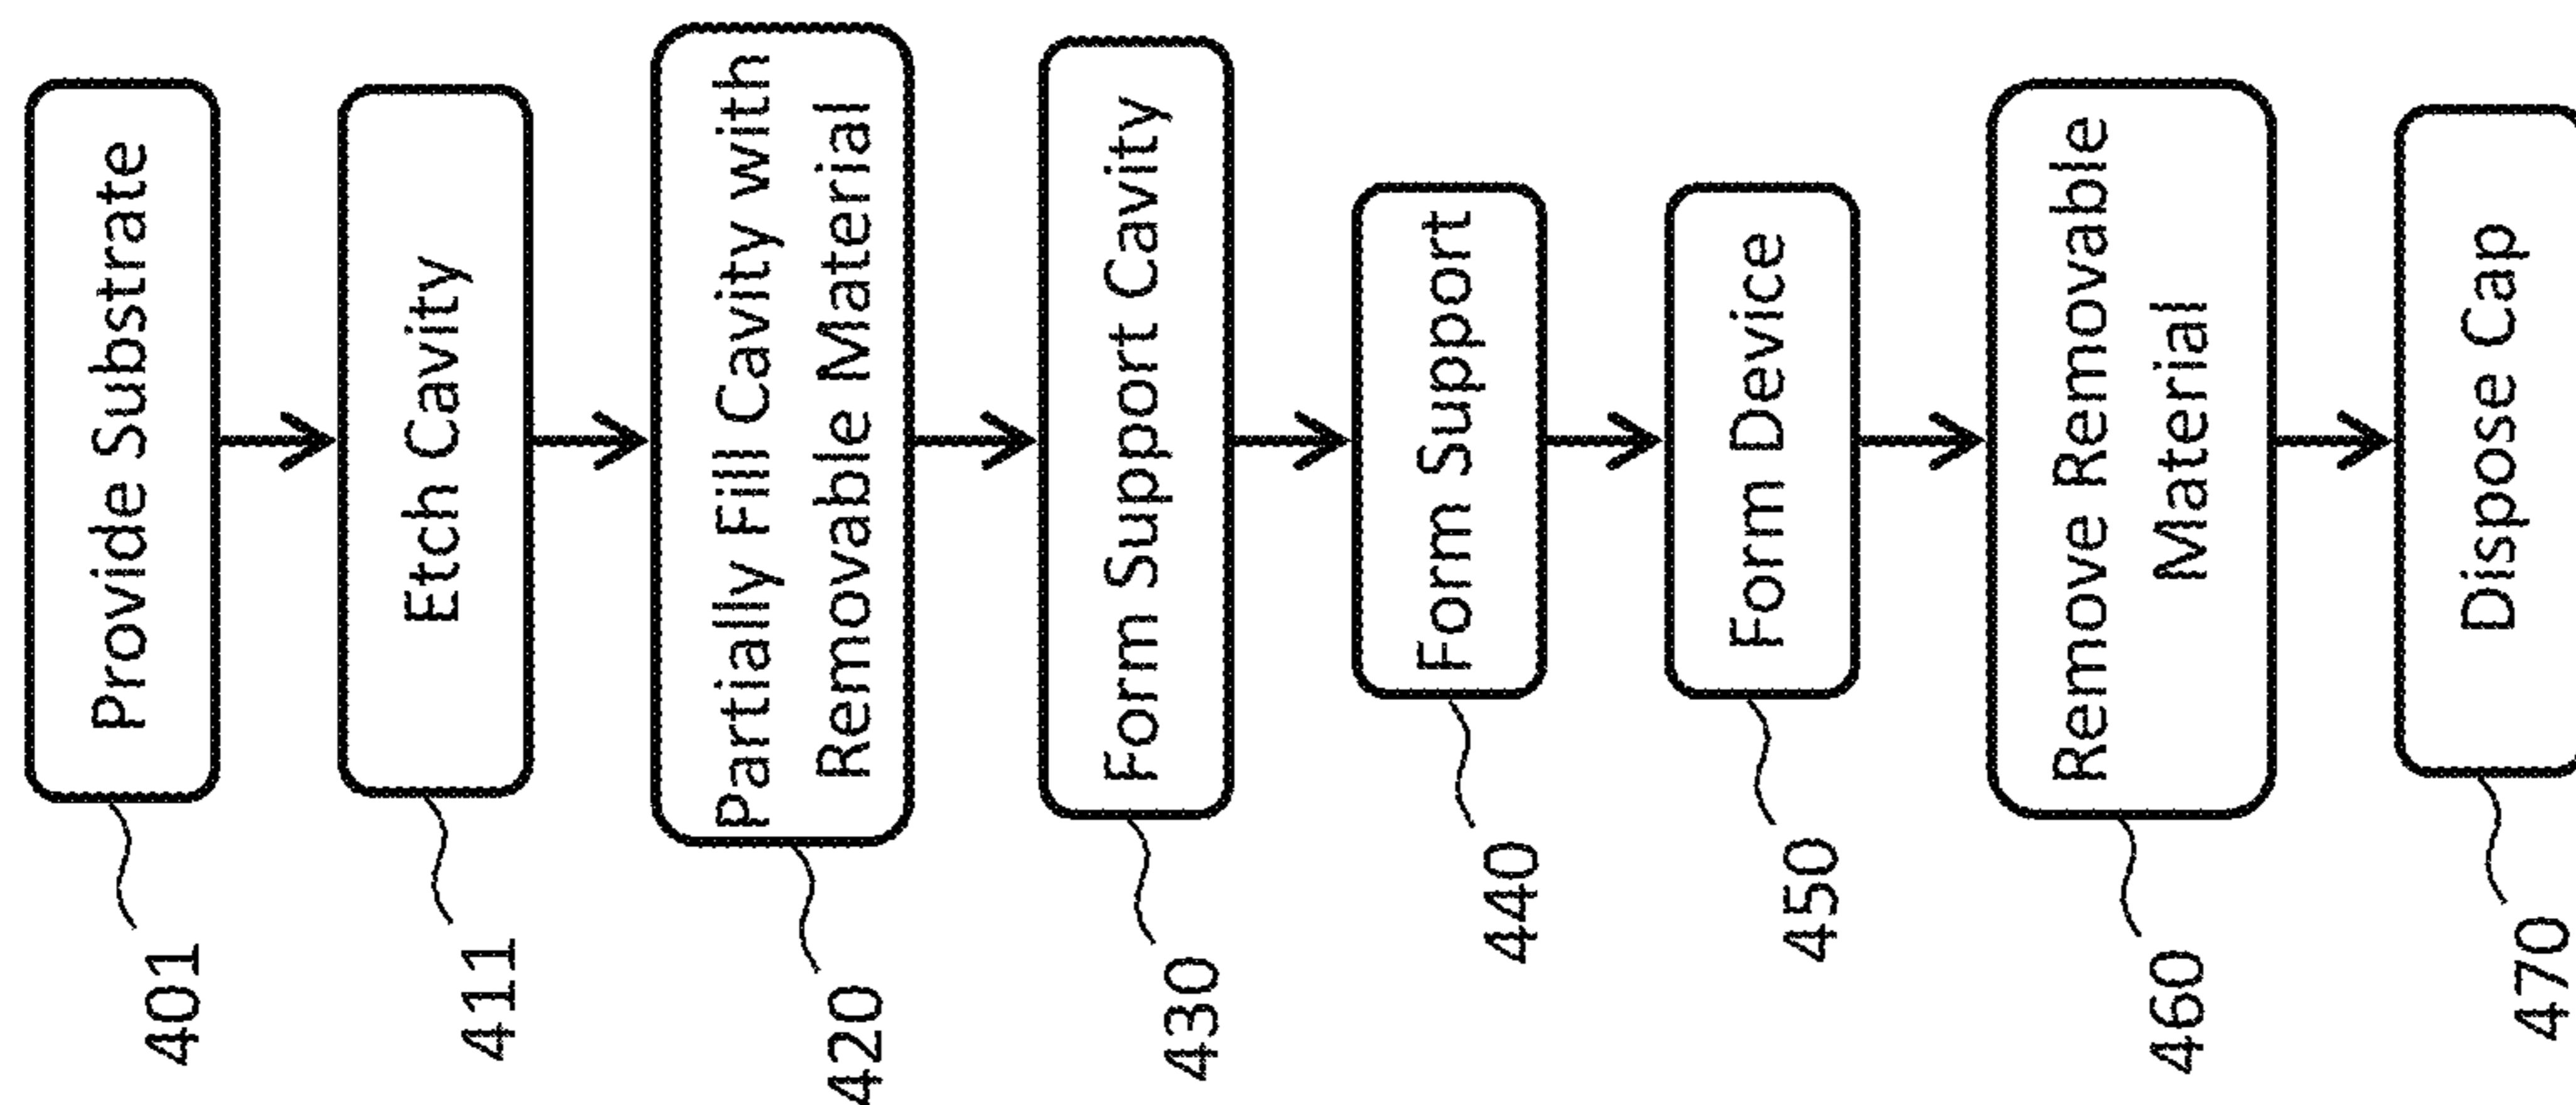 401
Provide Substrate
411
Etch Cavity
420
Partially Fill Cavity with
Removable Material
430
Form Support Cavity
440
Form Support
450
Form Device
460
Remove Removable
Material
470
Dispose Cap